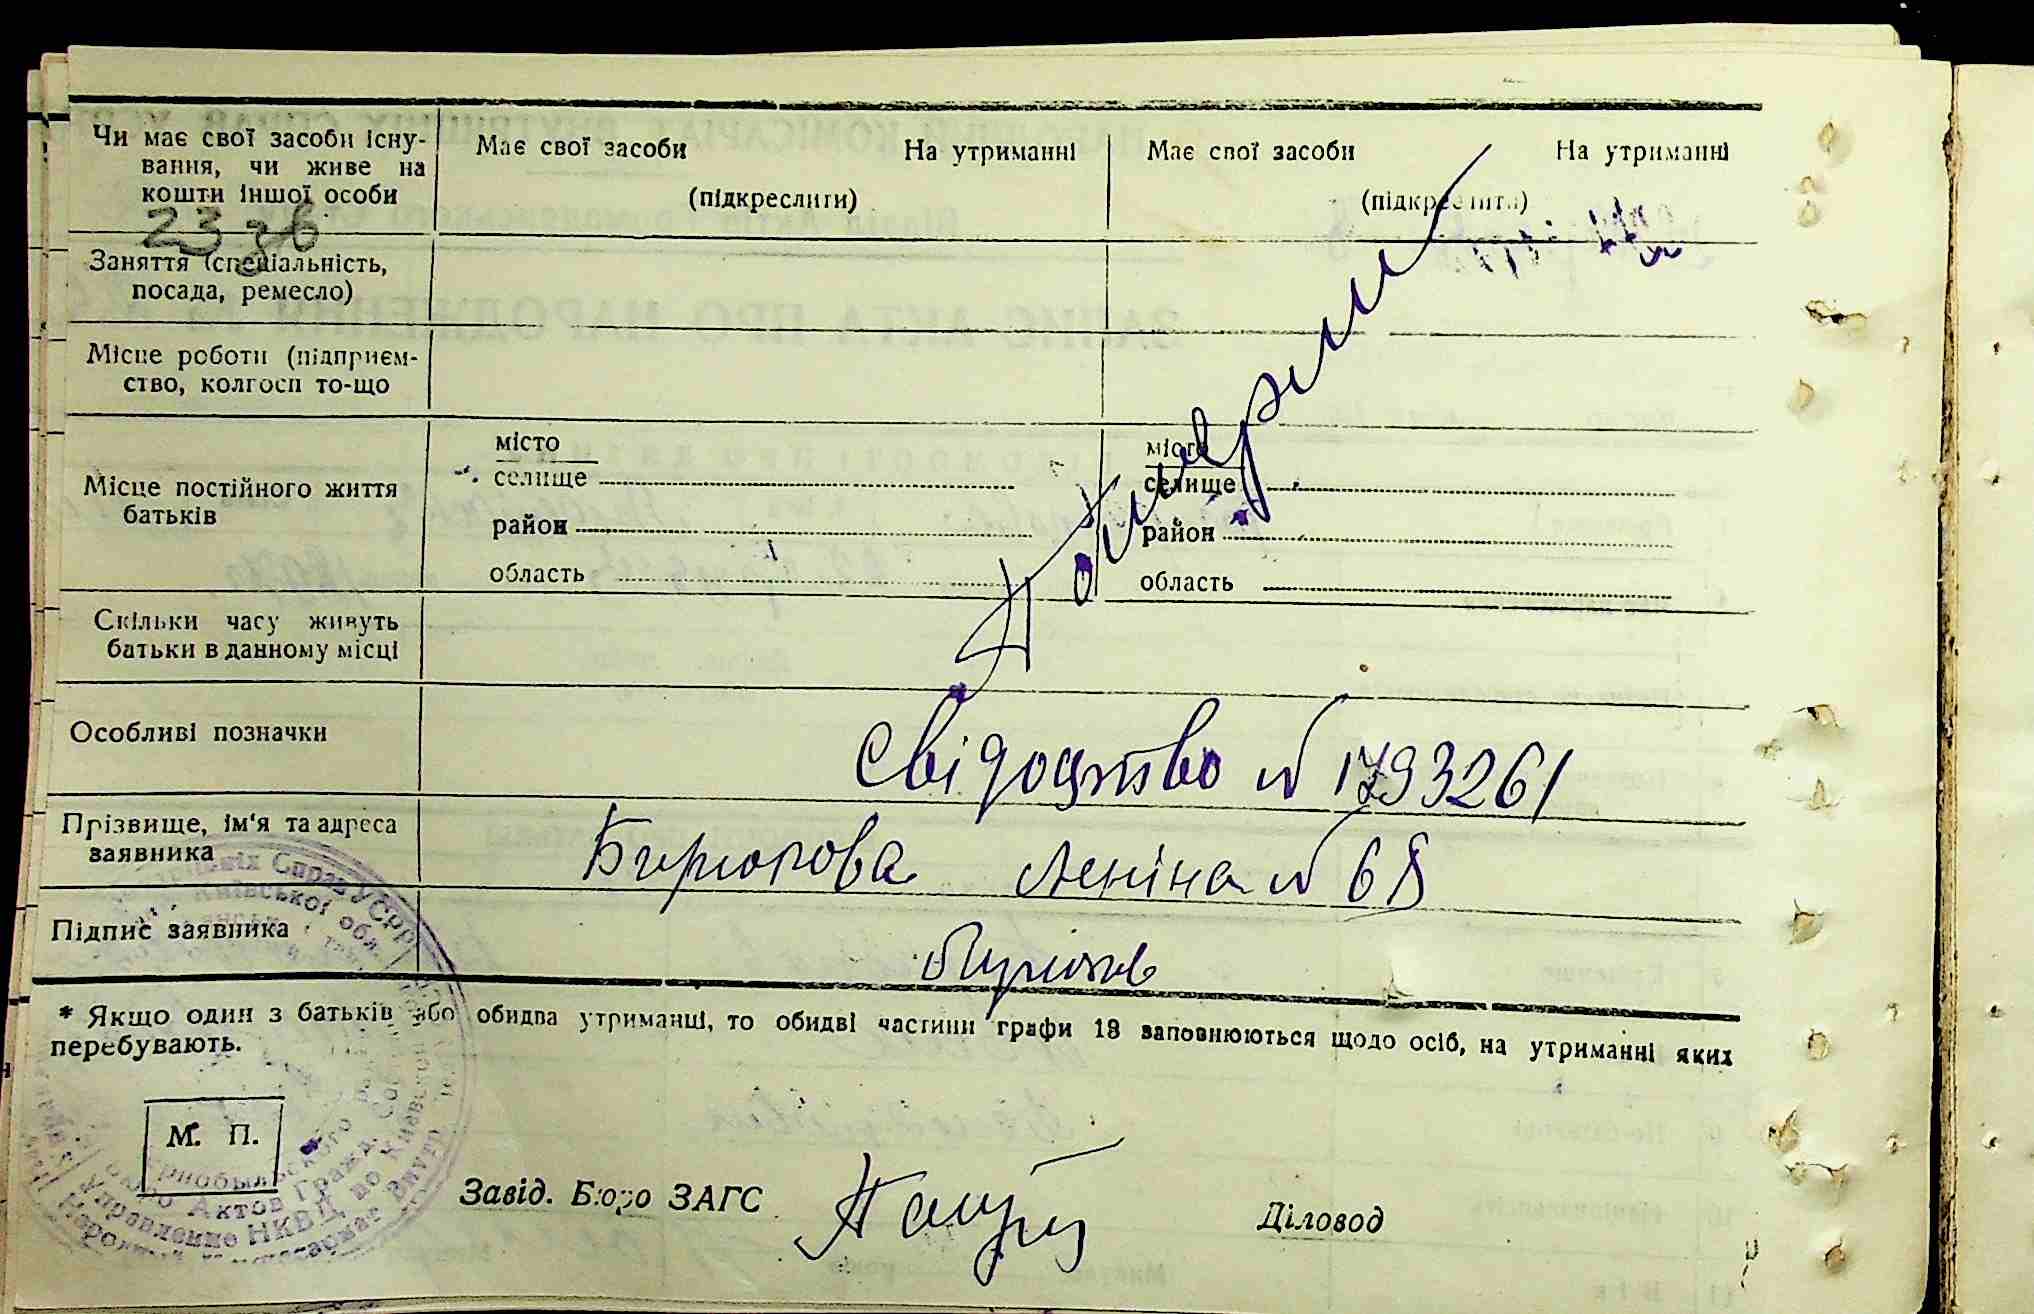 Чи має свої засоби існу-
вання, чи живе на
кошти іншої особи
Має свої засоби На утриманні
(підкреслити)
Має свої засоби На утриманні
(підкреслити)
23 зв
Заняття (спеціальність,
посада, ремесло)
Місце роботи (підприєм-
ство, колгосп то-що
Місце постійного життя
батьків
місто
селище
район
область
місто
селище
район
область
Скільки часу живуть
батьки в данному місці
Особливі позначки
Свідоцтво № 1793261
Прізвище, ім'я та адреса
заявника
Бирюкова Леніна № 68
Підпис заявника
* Якщо один з батьків або обидва утриманці, то обидві частини графи 18 заповнюються щодо осіб, на утриманні яких
перебувають.
М. П.
Завід. Бюро ЗАГС
Діловод